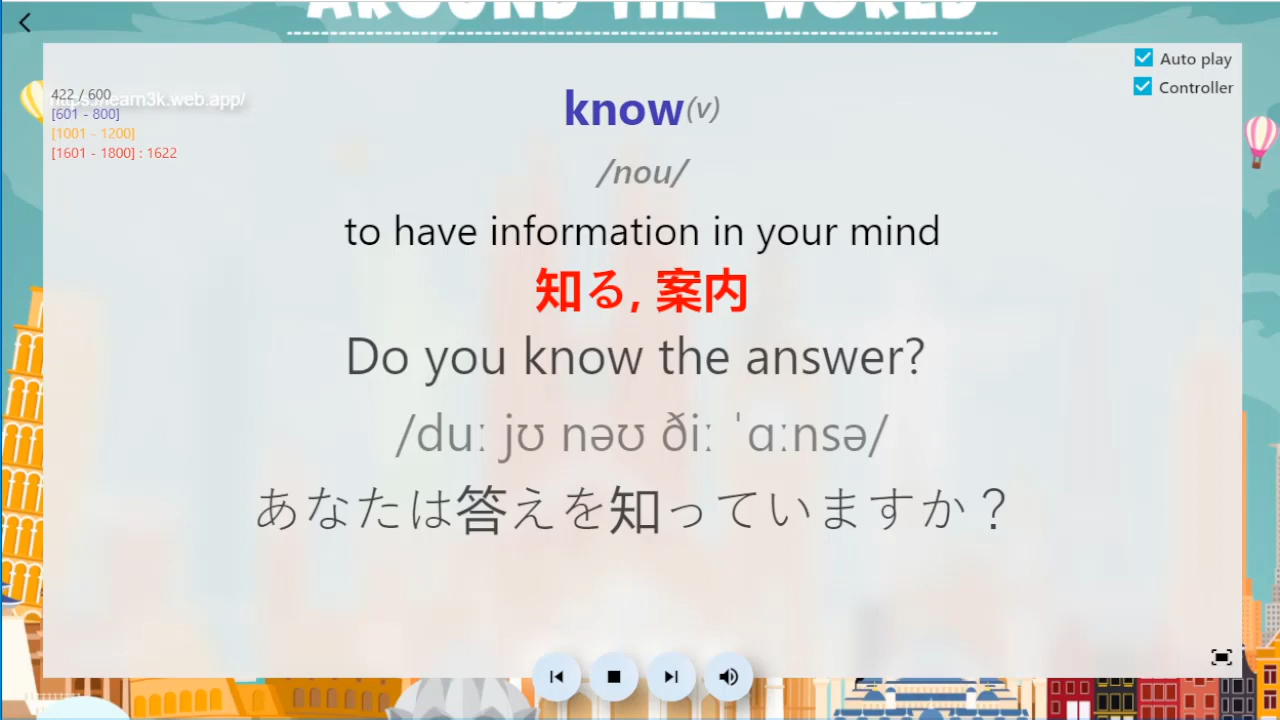 AROUND THE WORLD
Auto play
Controller
422 / 600
https://learn3k.web.app/
[601 - 800]
[1001 - 1200]
[1601 - 1800] : 1622
know(v)
/nou/
to have information in your mind
知る, 案内
Do you know the answer?
/duː jʊ nəʊ ðiː ˈɑːnsə/
あなたは答えを知っていますか？